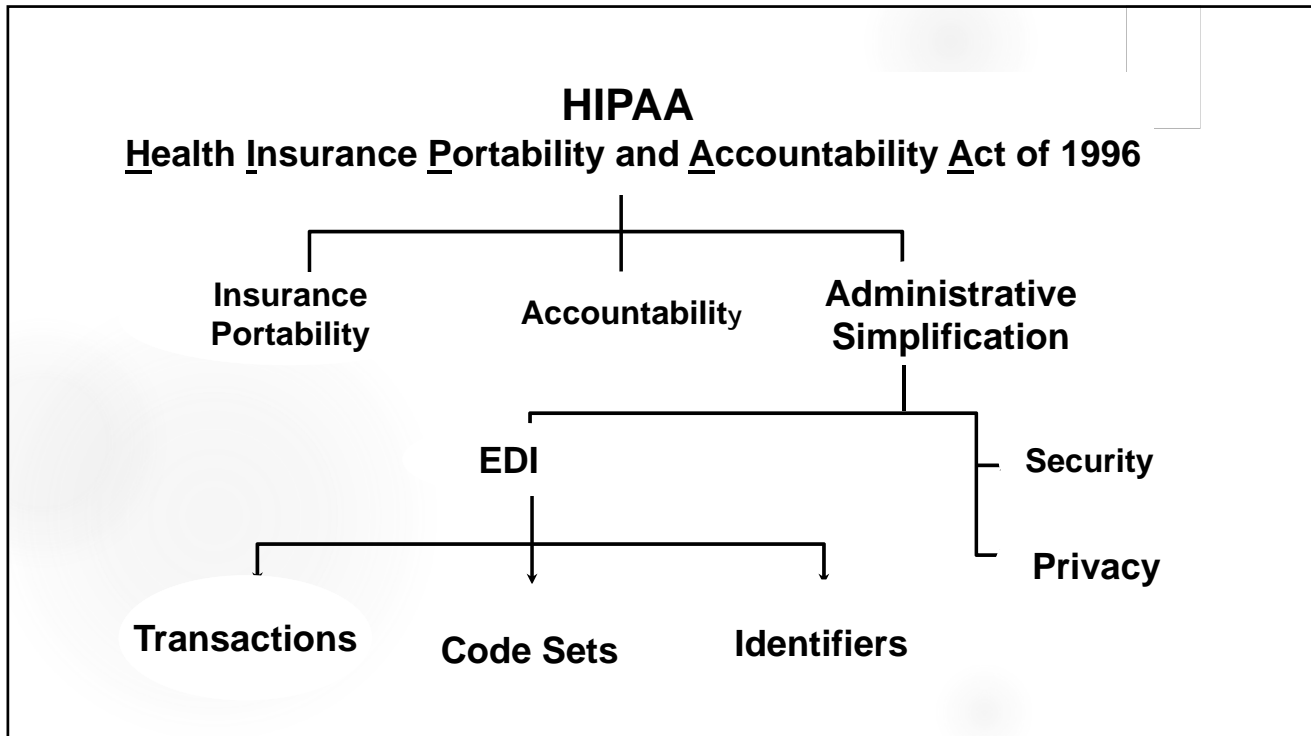 HIPAA
Health Insurance Portability and Accountability Act of 1996
Insurance
Portability
Accountability
Administrative
Simplification
EDI
Security
Privacy
Transactions
Code Sets
Identifiers